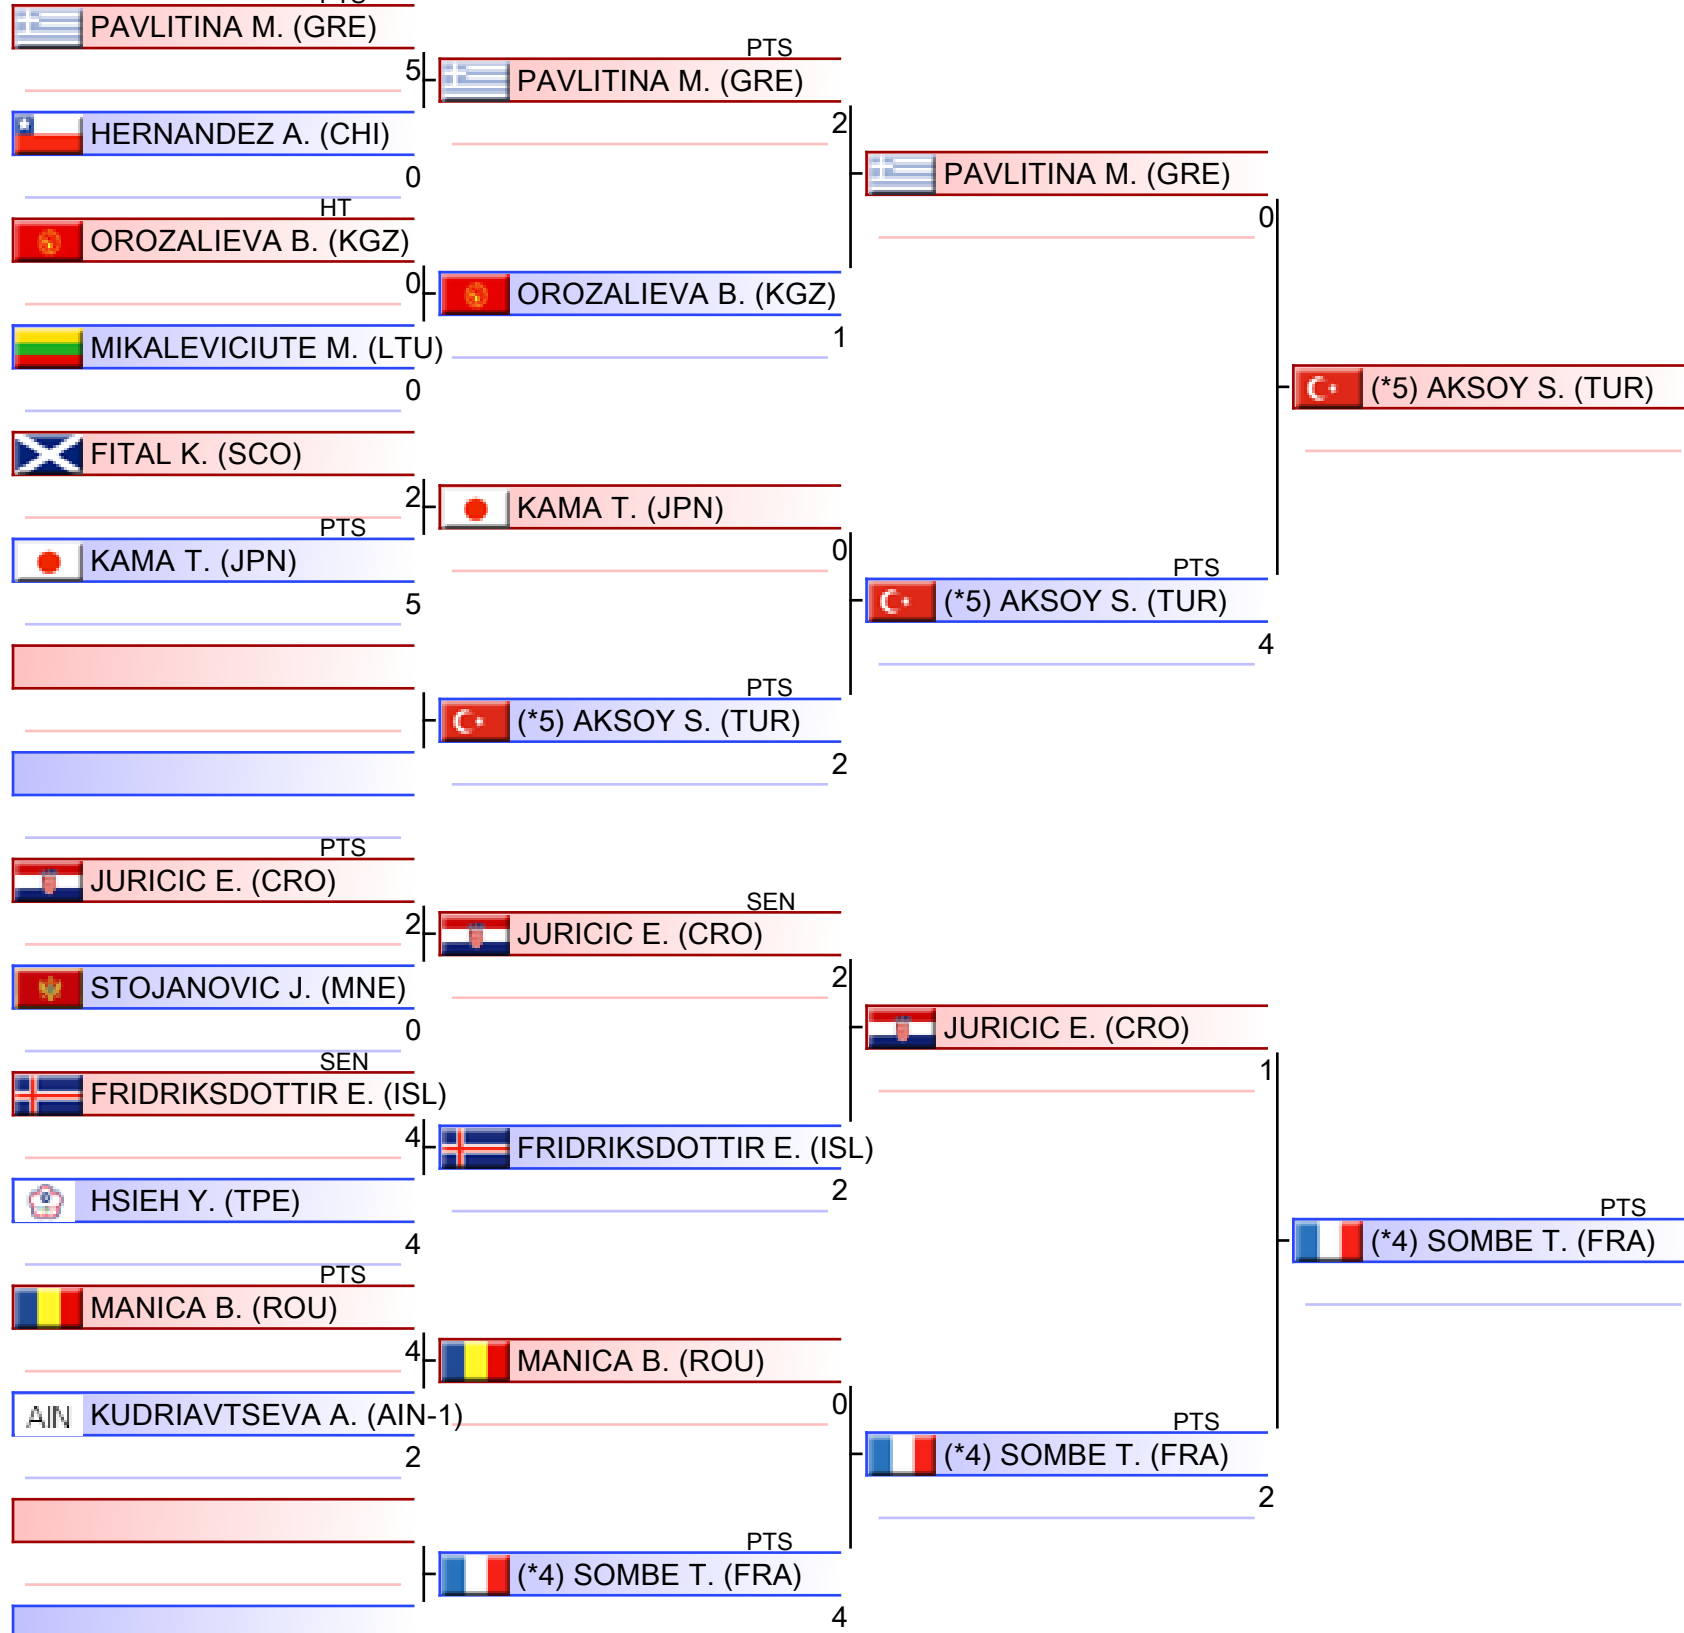 PTS
PAVLITINA M. (GRE)
5
HERNANDEZ A. (CHI)
0
HT
OROZALIEVA B. (KGZ)
0
MIKALEVICIUTE M. (LTU)
0
FITAL K. (SCO)
2
PTS
KAMA T. (JPN)
5
PTS
JURICIC E. (CRO)
2
STOJANOVIC J. (MNE)
0
SEN
FRIDRIKSDOTTIR E. (ISL)
4
HSIEH Y. (TPE)
4
PTS
MANICA B. (ROU)
4
AIN KUDRIAVTSEVA A. (AIN-1)
2
PTS
PAVLITINA M. (GRE)
2
OROZALIEVA B. (KGZ)
1
KAMA T. (JPN)
0
PTS
(*5) AKSOY S. (TUR)
2
SEN
JURICIC E. (CRO)
2
FRIDRIKSDOTTIR E. (ISL)
2
MANICA B. (ROU)
0
PTS
(*4) SOMBE T. (FRA)
4
PAVLITINA M. (GRE)
0
PTS
(*5) AKSOY S. (TUR)
4
JURICIC E. (CRO)
1
PTS
(*4) SOMBE T. (FRA)
2
(*5) AKSOY S. (TUR)
PTS
(*4) SOMBE T. (FRA)